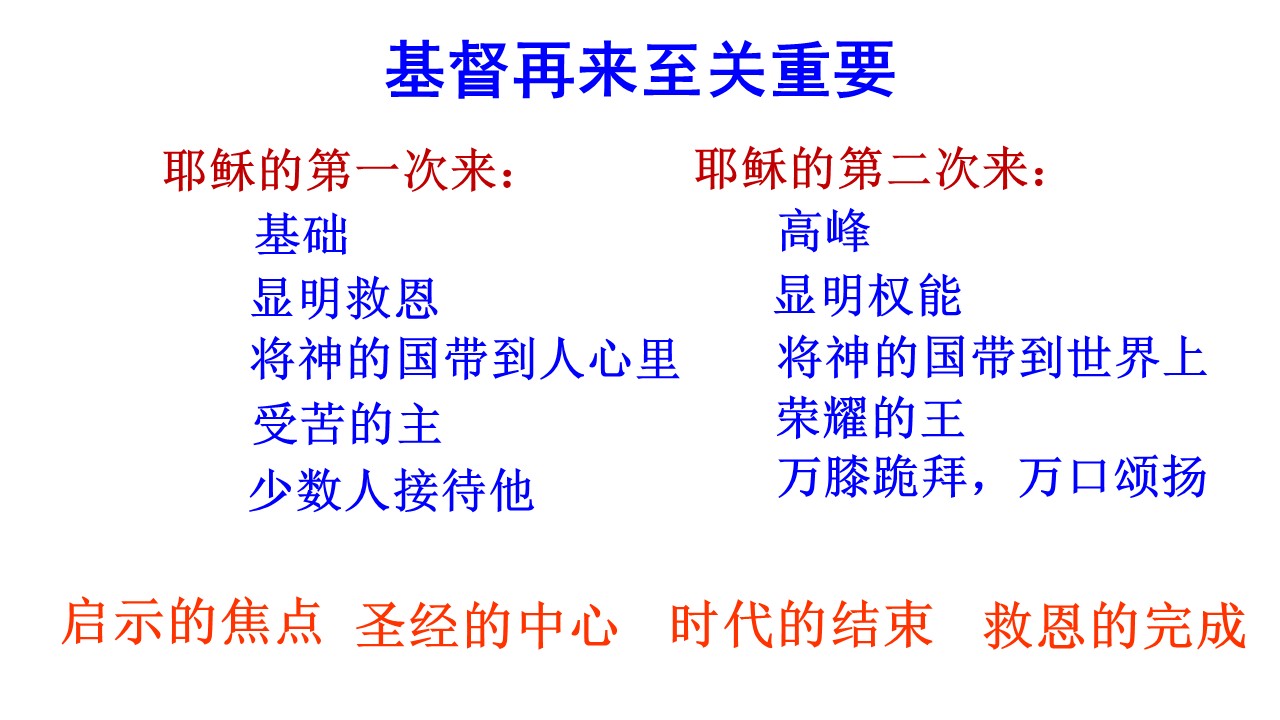 基督再来至关重要
耶稣的第一次来：
基础
显明救恩
将神的国带到人心里
受苦的主
少数人接待他
耶稣的第二次来：
高峰
显明权能
将神的国带到世界上
荣耀的王
万膝跪拜，万口颂扬
启示的焦点 圣经的中心 时代的结束 救恩的完成